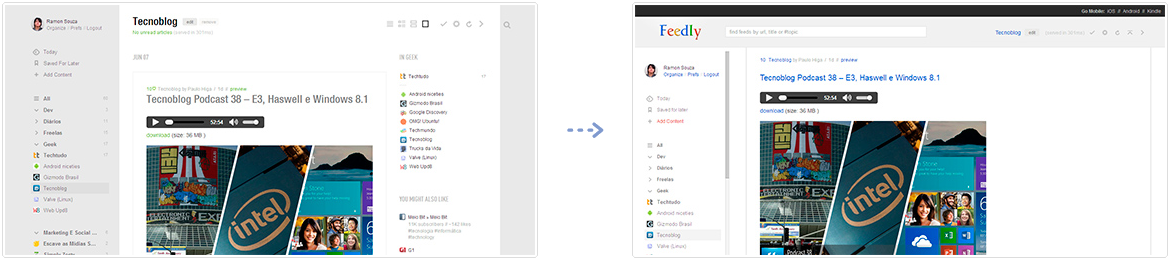 Ramon Souza
Organize / Prefs / Logout
Today
Saved For Later
Add Content
All
Dev
Diários
Freelas
Geek
Techtudo
Android niceties
Gizmodo Brasil
Tecnoblog
Valve (Linux)
Web Upd8
Marketing E Social ...
Escave as Mídias S...
Tecnoblog
edit
No unread articles
JUN 07
Tecnoblog by Paulo Higa / 1d // preview
Tecnoblog Podcast 38 – E3, Haswell e Windows 8.1
52:54
download (size: 36 MB )
intel
IN GEEK
Techtudo
Android niceties
Gizmodo Brasil
Google Discovery
OMG! Ubuntu!
Techmundo
Tecnoblog
Trucks da Vida
Valve (Linux)
Web Upd8
YOU MIGHT ALSO LIKE
Meio Bit » Meio Bit
#tecnologia #informática
#technology
G1
Go Mobile: iOS // Android // Kindle
Feedly
find feeds by url, title or #topic
Tecnoblog
edit
Ramon Souza
Organize / Prefs / Logout
Today
Saved for later
Add Content
All
Dev
Diários
Freelas
Geek
Techtudo
Android niceties
Gizmodo Brasil
Tecnoblog
Valve (Linux)
10 Tecnoblog by Paulo Higa / 1d // preview
Tecnoblog Podcast 38 – E3, Haswell e Windows 8.1
52:54
download (size: 36 MB )
intel